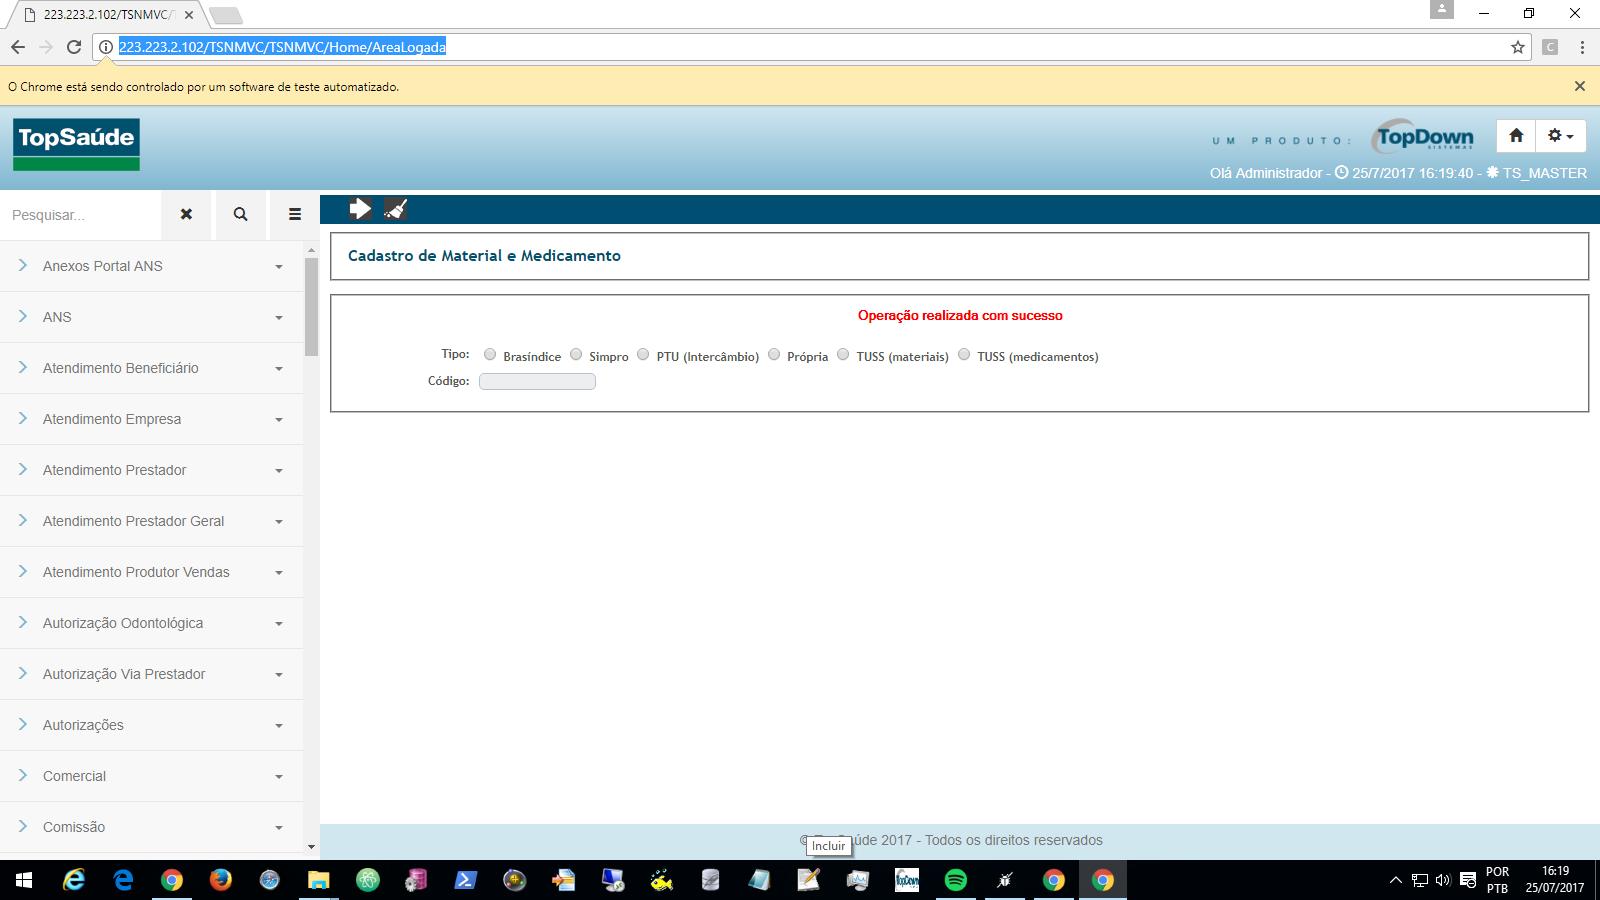 223.223.2.102/TSNMVC/T
223.223.2.102/TSNMVC/TSNMVC/Home/AreaLogada
C
O Chrome está sendo controlado por um software de teste automatizado.
TopSaúde
UM PRODUTO:
TopDown
SISTEMAS
Olá Administrador - 25/7/2017 16:19:40 - TS_MASTER
Pesquisar...
Anexos Portal ANS
ANS
Atendimento Beneficiário
Atendimento Empresa
Atendimento Prestador
Atendimento Prestador Geral
Atendimento Produtor Vendas
Autorização Odontológica
Autorização Via Prestador
Autorizações
Comercial
Comissão
Cadastro de Material e Medicamento
Operação realizada com sucesso
Tipo: Brasíndice Simpro PTU (Intercâmbio) Própria TUSS (materiais) TUSS (medicamentos)
Código:
© TopSaúde 2017 - Todos os direitos reservados
Incluir
TopDown
POR
PTB
16:19
25/07/2017